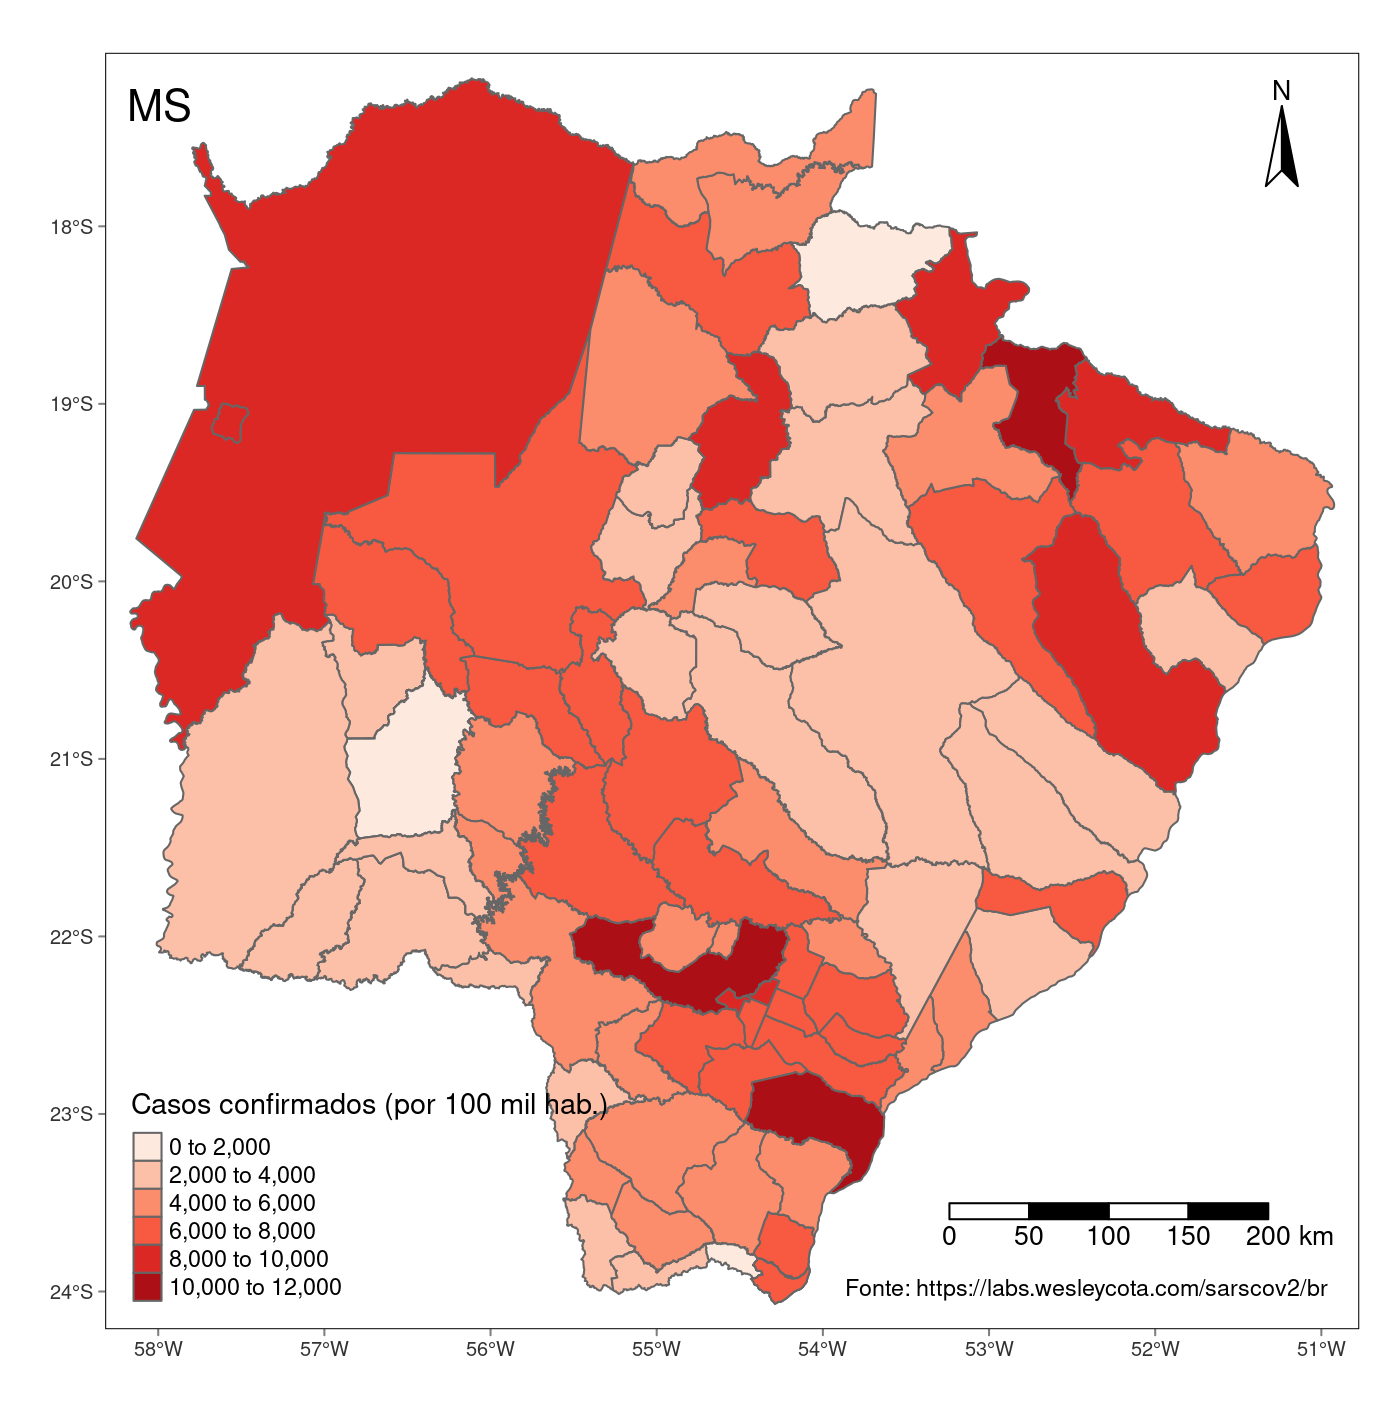 MS
N
18°S
19°S
20°S
21°S
22°S
23°S
24°S
Casos confirmados (por 100 mil hab.)
0 to 2,000
2,000 to 4,000
4,000 to 6,000
6,000 to 8,000
8,000 to 10,000
10,000 to 12,000
0 50 100 150 200 km
Fonte: https://labs.wesleycota.com/sarscov2/br
58°W 57°W 56°W 55°W 54°W 53°W 52°W 51°W